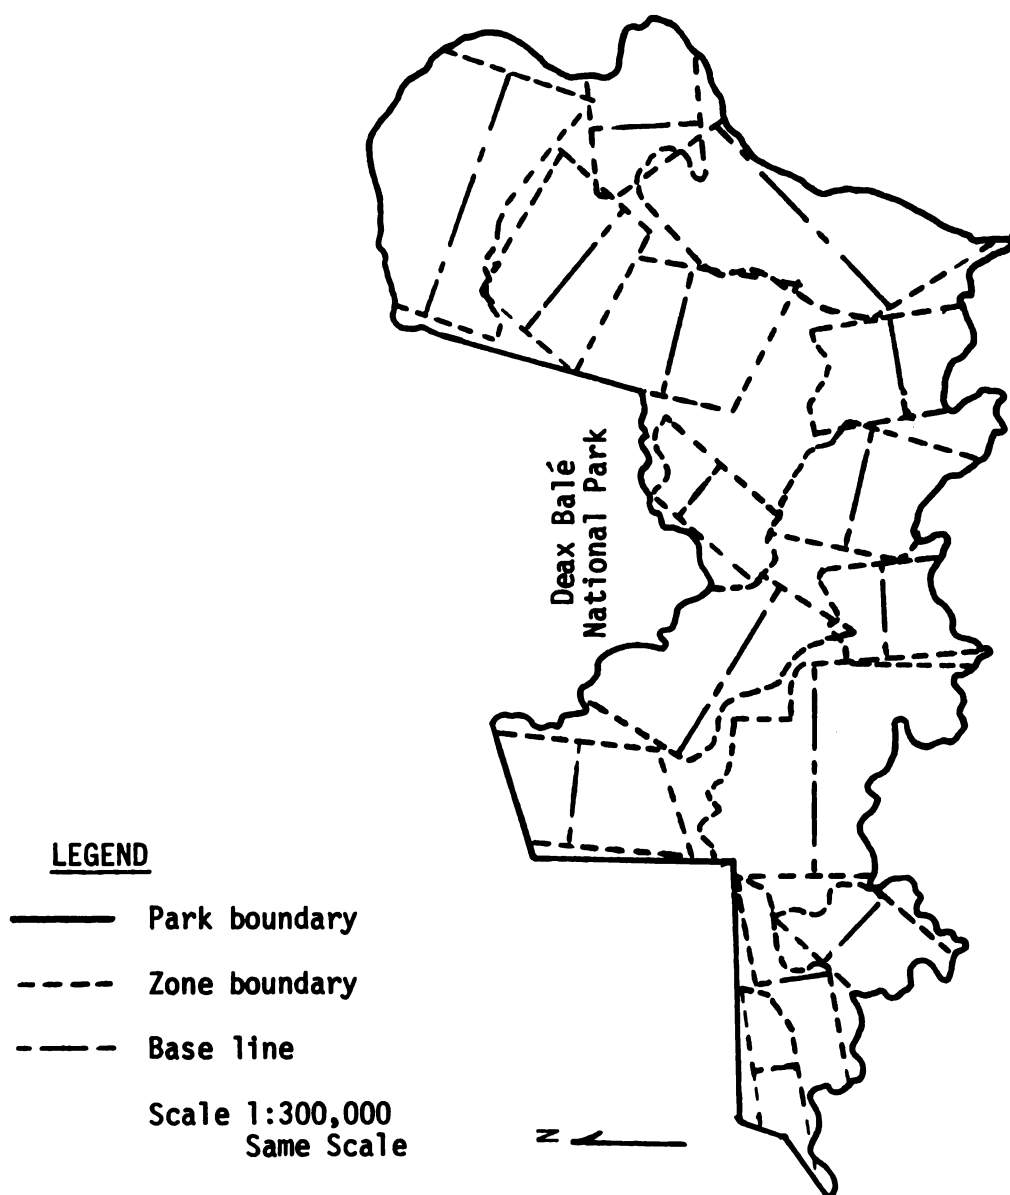 Deax Balé
National Park
LEGEND
Park boundary
Zone boundary
Base line
Scale 1:300,000
Same Scale
N